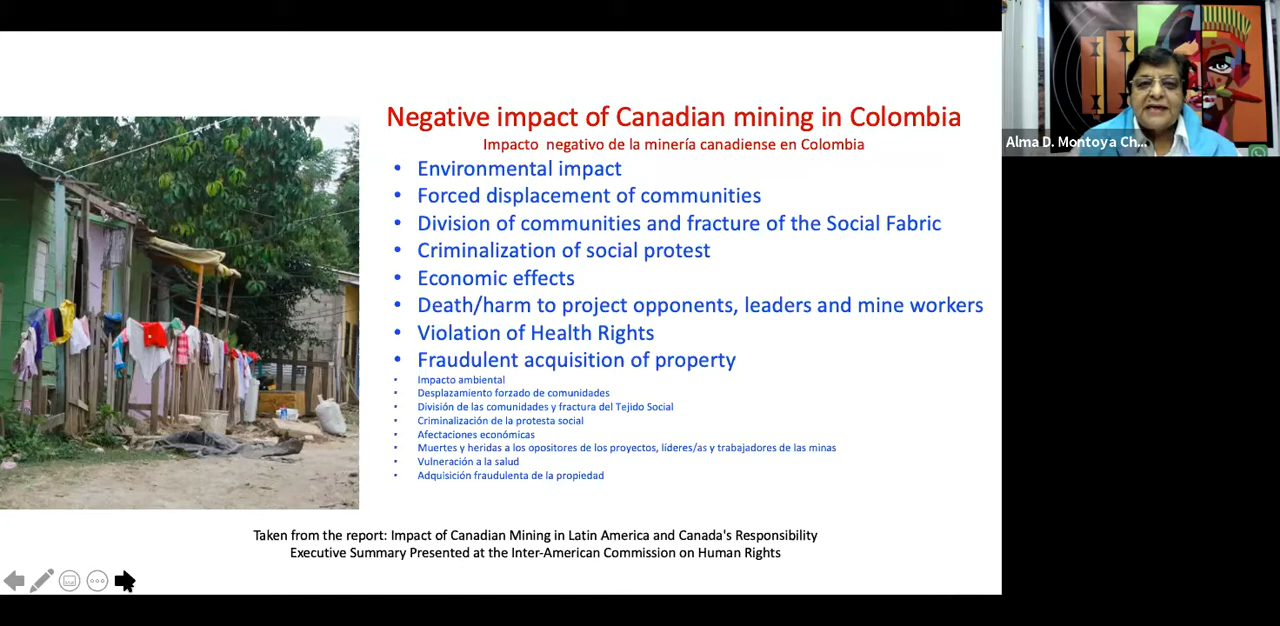 Negative impact of Canadian mining in Colombia
Impacto negativo de la minería canadiense en Colombia
• Environmental impact
• Forced displacement of communities
• Division of communities and fracture of the Social Fabric
• Criminalization of social protest
• Economic effects
• Death/harm to project opponents, leaders and mine workers
• Violation of Health Rights
• Fraudulent acquisition of property
• Impacto ambiental
• Desplazamiento forzado de comunidades
• División de las comunidades y fractura del Tejido Social
• Criminalización de la protesta social
• Afectaciones económicas
• Muertes y heridas a los opositores de los proyectos, líderes/as y trabajadores de las minas
• Vulneración a la salud
• Adquisición fraudulenta de la propiedad
Taken from the report: Impact of Canadian Mining in Latin America and Canada's Responsibility
Executive Summary Presented at the Inter-American Commission on Human Rights
Alma D. Montoya Ch...